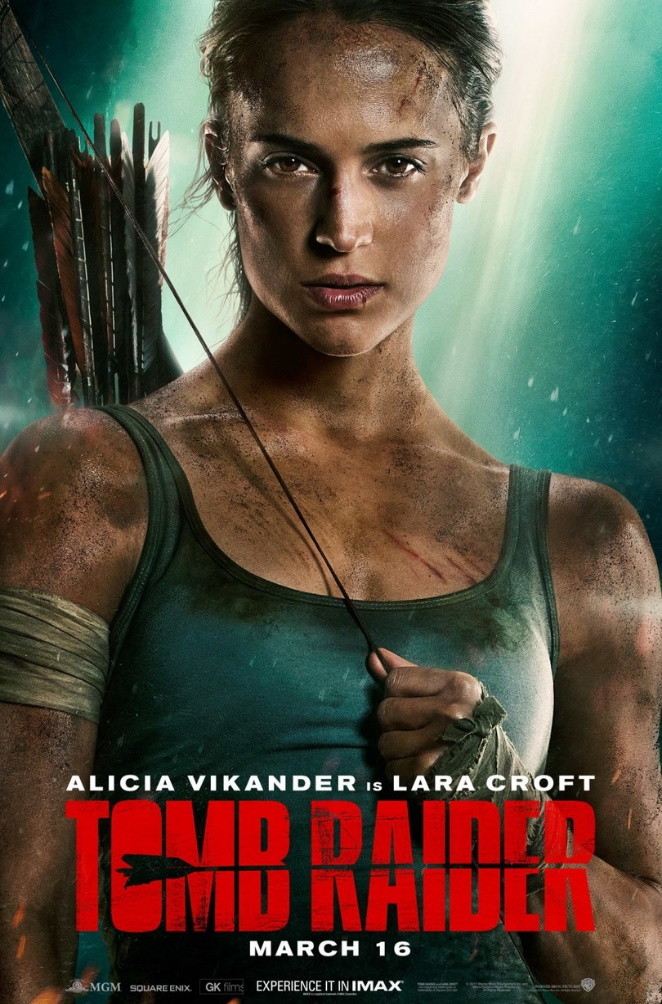 ALICIA VIKANDER IS LARA CROFT
TOMB RAIDER
MARCH 16
MGM SQUARE ENIX. GK films EXPERIENCE IT IN IMAX